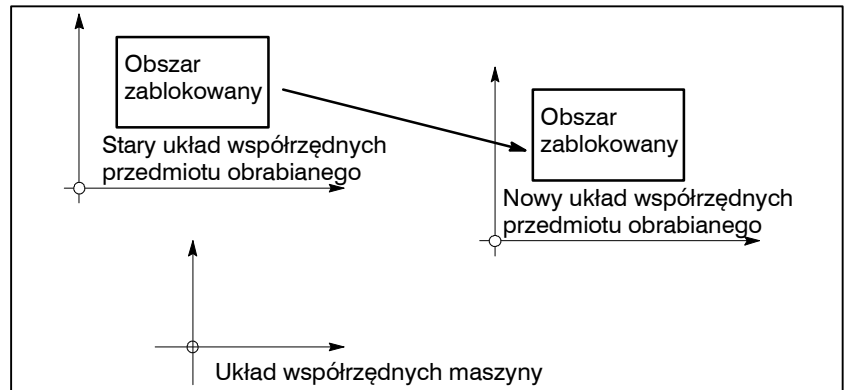 Obszar
zablokowany
Stary układ współrzędnych
przedmiotu obrabianego
Obszar
zablokowany
Nowy układ współrzędnych
przedmiotu obrabianego
Układ współrzędnych maszyny